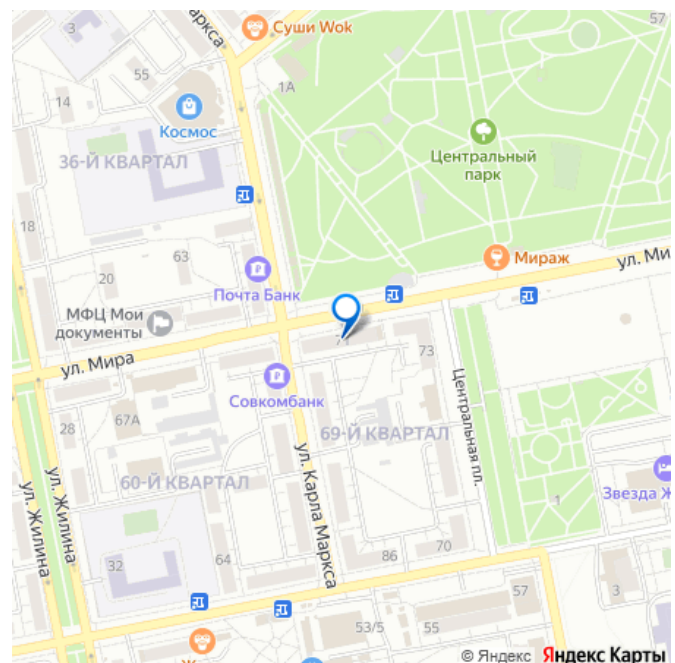 57
3
Маркса
Суши Wok
55
1А
14
Космос
36-Й КВАРТАЛ
Центральный
парк
18
63
20
Почта Банк
Мираж
ул. Ми
МФЦ Мои
документы
ул. Мира
73
Совкомбанк
67А
28
69-Й КВАРТАЛ
Центральная пл.
60-Й КВАРТАЛ
ул. Карла Маркса
ул. Жилина
ул. Жилина
1
Звезда Ж
32
64
86
70
57
3
53/5
55
© Яндекс Яндекс Карты